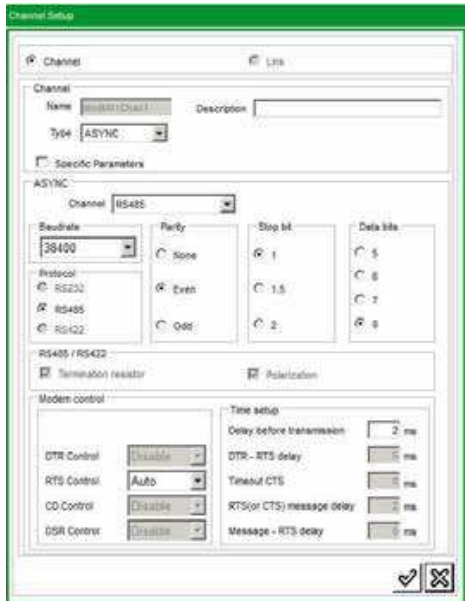 Channel Setup
Channel Link
Channel
Name Description
Type ASYNC
Specific Parameters
ASYNC
Channel RS485
Baudrate Parity Stop bit Data bits
38400
None 1 5
6
Protocol
RS232 Even 1.5
7
RS485
RS422 Odd 2 8
RS485 / RS422
Termination resistor Polarization
Modem control
Time setup
Delay before transmission 2 ms
DTR Control Disable DTR - RTS delay ms
RTS Control Auto Timeout CTS ms
CD Control Disable RTS(or CTS) message delay ms
DSR Control Disable Message - RTS delay ms